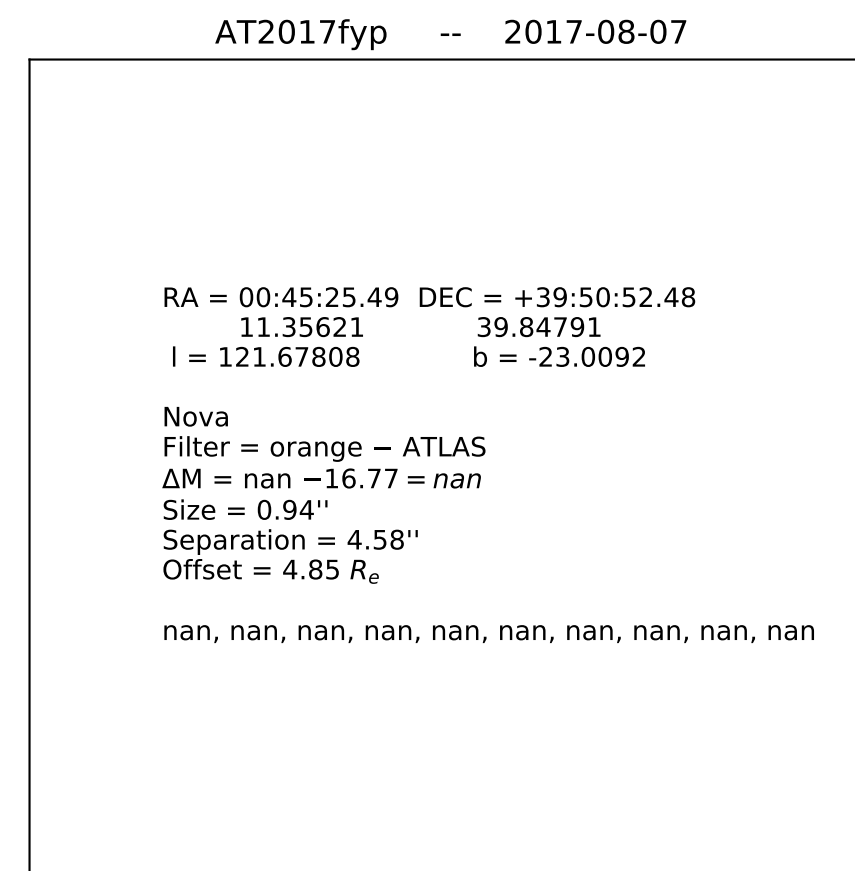 AT2017fyp -- 2017-08-07
RA = 00:45:25.49 DEC = +39:50:52.48
11.35621 39.84791
l = 121.67808 b = -23.0092
Nova
Filter = orange − ATLAS
ΔM = nan −16.77 = nan
Size = 0.94''
Separation = 4.58''
Offset = 4.85 Re
nan, nan, nan, nan, nan, nan, nan, nan, nan, nan